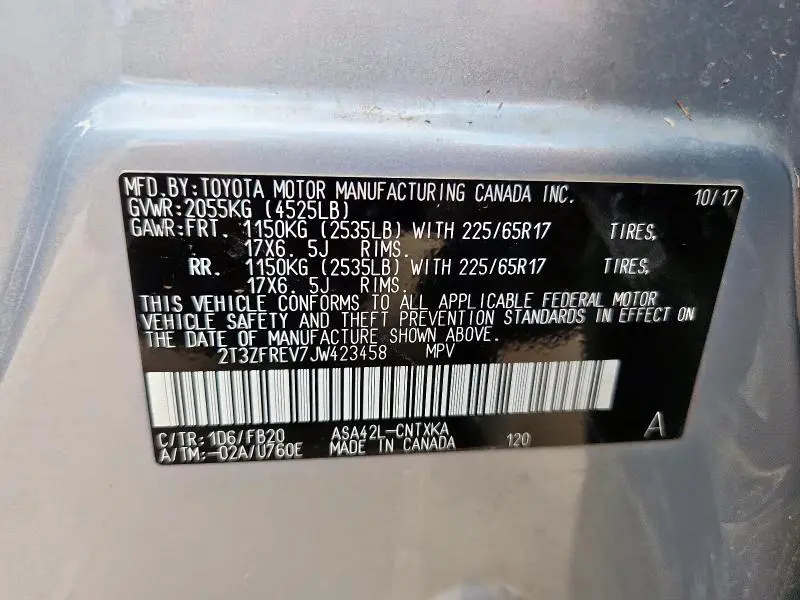 MFD.BY:TOYOTA MOTOR MANUFACTURING CANADA INC. 10/17
GVWR:2055KG (4525LB)
GAWR:FRT. 1150KG (2535LB) WITH 225/65R17 TIRES,
17X6. 5J RIMS.
RR. 1150KG (2535LB) WITH 225/65R17 TIRES,
17X6. 5J RIMS.
THIS VEHICLE CONFORMS TO ALL APPLICABLE FEDERAL MOTOR
VEHICLE SAFETY AND THEFT PREVENTION STANDARDS IN EFFECT ON
THE DATE OF MANUFACTURE SHOWN ABOVE.
2T3ZFREV7JW423458 MPV
C/TR:1D6/FB20 ASA42L-CNTXKA 120 A
A/TM:-02A/U760E MADE IN CANADA